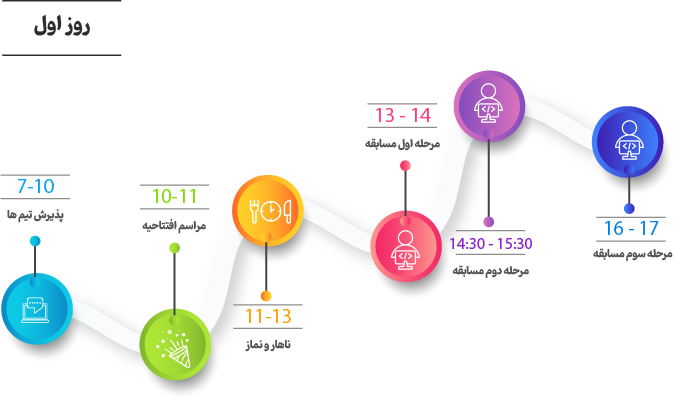 روز اول
7-10
پذیرش تیم ها
10-11
مراسم افتتاحیه
11-13
ناهار و نماز
13 - 14
مرحله اول مسابقه
14:30 - 15:30
مرحله دوم مسابقه
16 - 17
مرحله سوم مسابقه